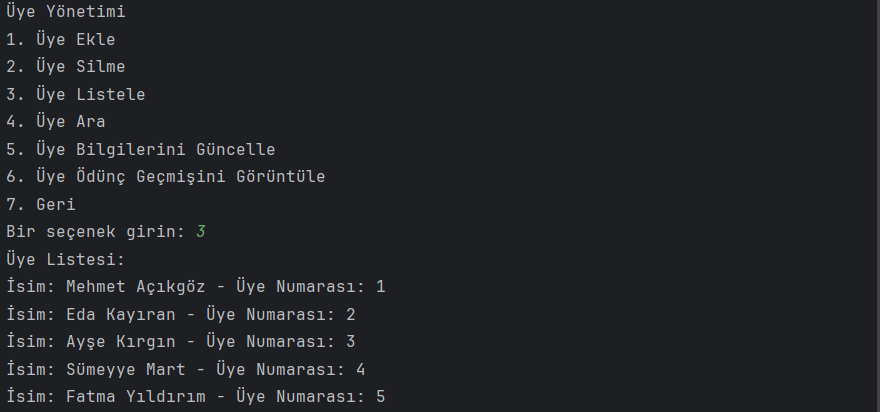 Üye Yönetimi
1. Üye Ekle
2. Üye Silme
3. Üye Listele
4. Üye Ara
5. Üye Bilgilerini Güncelle
6. Üye Ödünç Geçmişini Görüntüle
7. Geri
Bir seçenek girin: 3
Üye Listesi:
İsim: Mehmet Açıkgöz - Üye Numarası: 1
İsim: Eda Kayıran - Üye Numarası: 2
İsim: Ayşe Kırgın - Üye Numarası: 3
İsim: Sümeyye Mart - Üye Numarası: 4
İsim: Fatma Yıldırım - Üye Numarası: 5